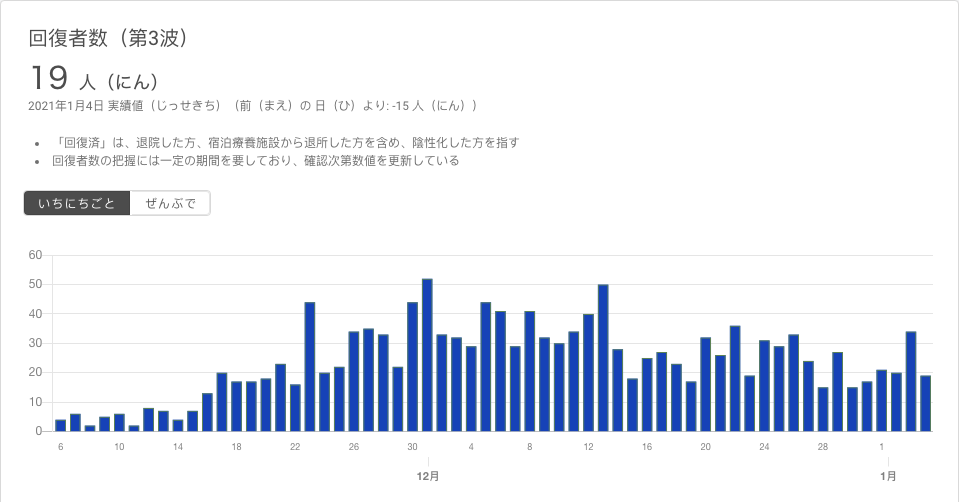 回復者数（第3波）
19 人（にん）
2021年1月4日 実績値（じっせきち）（前（まえ）の 日（ひ）より: -15 人（にん））
• 「回復済」は、退院した方、宿泊療養施設から退所した方を含め、陰性化した方を指す
• 回復者数の把握には一定の期間を要しており、確認次第数値を更新している
いちにちごと ぜんぶで
60
50
40
30
20
10
0
6 10 14 18 22 26 30 4 8 12 16 20 24 28 1
12月 1月